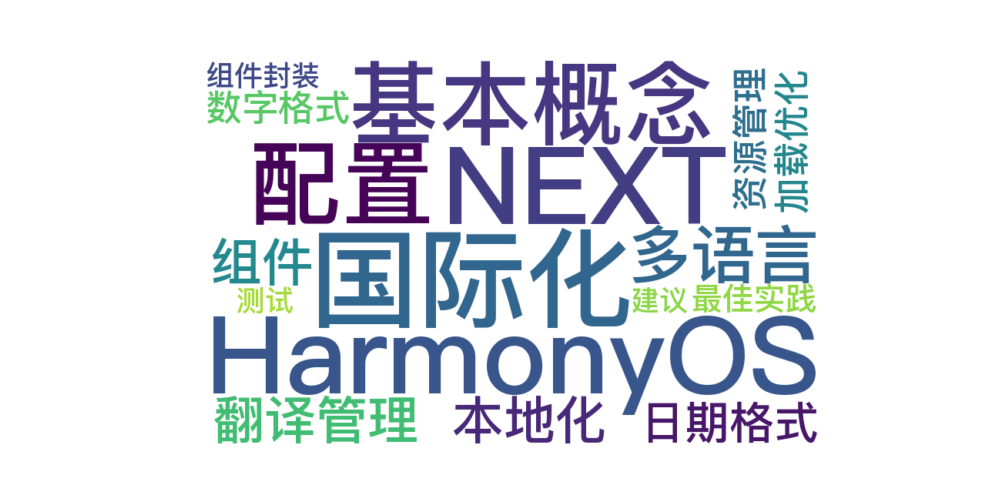 组件封装
数字格式
基本概念
资源管理
加载优化
配置
NEXT
组件
国际化
多语言
测试
建议
最佳实践
HarmonyOS
翻译管理
本地化
日期格式